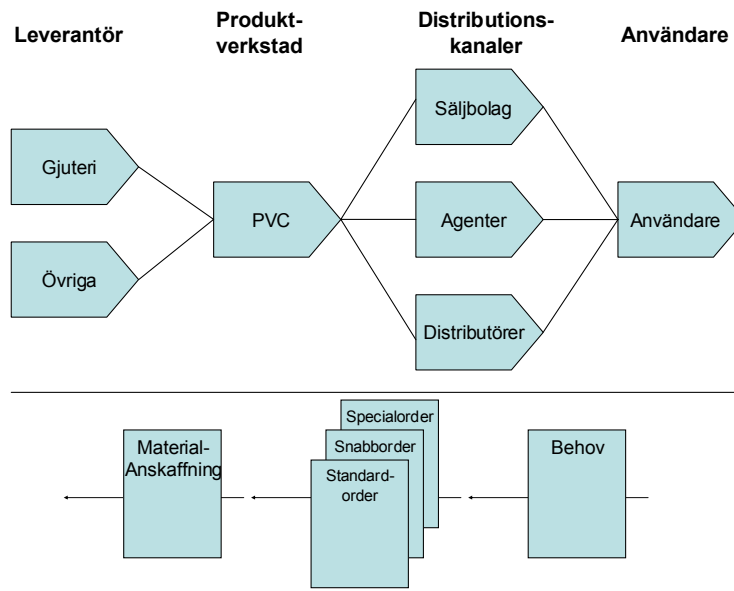 Leverantör
Produkt-
verkstad
Distributions-
kanaler
Användare
Säljbolag
Gjuteri
PVC
Agenter
Användare
Övriga
Distributörer
Specialorder
Material-
Anskaffning
Snabborder
Behov
Standard-
order